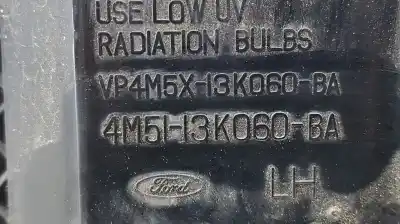 USE LOW UV
RADIATION BULBS
VP4M5X-13K060-BA
4M51-13K060-BA
Ford LH